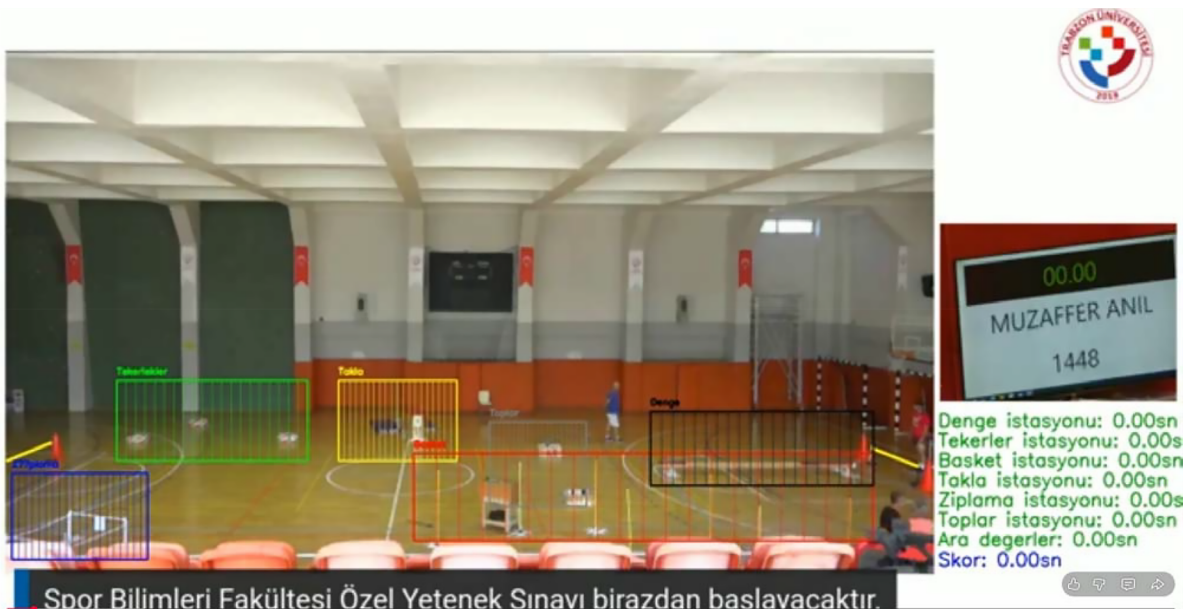 TRABZON ÜNİVERSİTESİ
2018
00.00
MUZAFFER ANIL
1448
Tekerlekler
Takla
Toplar
Denge
Basket
Denge istasyonu: 0.00sn
Tekerler istasyonu: 0.00s
Basket istasyonu: 0.00sn
Takla istasyonu: 0.00sn
Ziplama istasyonu: 0.00s
Toplar istasyonu: 0.00sn
Ara degerler: 0.00sn
Skor: 0.00sn
Spor Bilimleri Fakültesi Özel Yetenek Sınavı birazdan başlayacaktır.